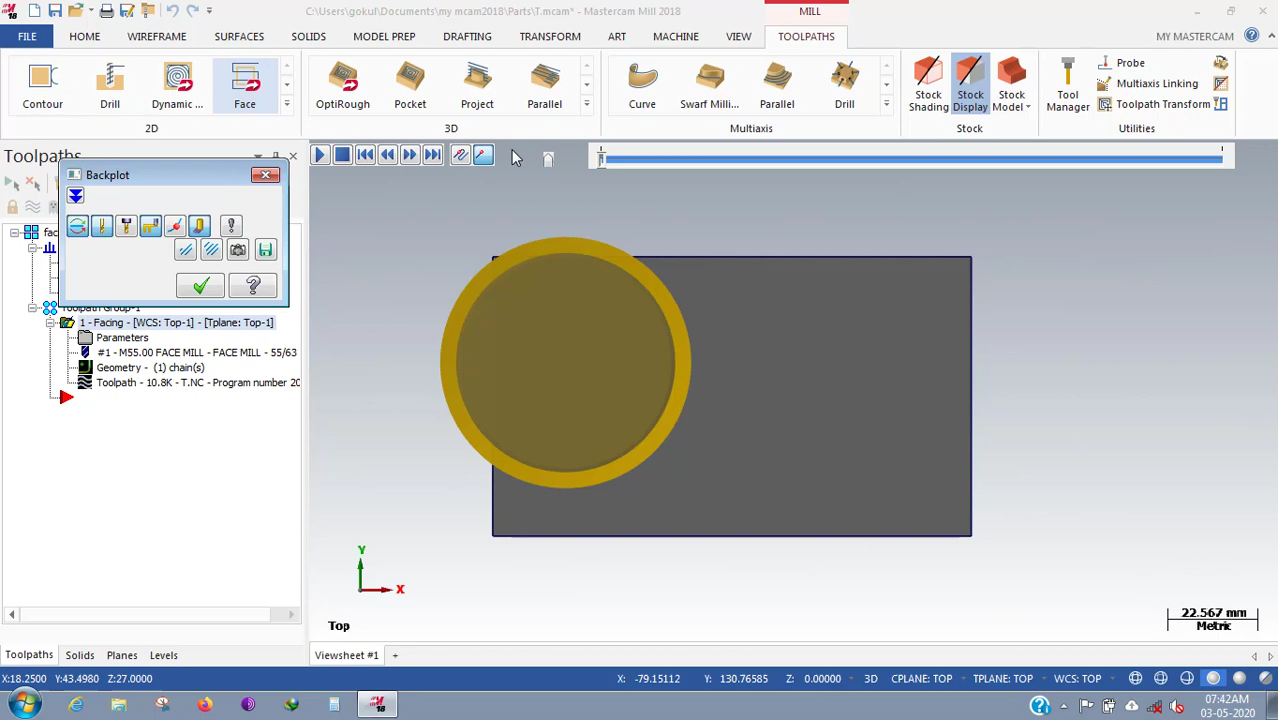 C:\Users\gokul\Documents\my mcam2018\Parts\T.mcam* - Mastercam Mill 2018
MILL
FILE HOME WIREFRAME SURFACES SOLIDS MODEL PREP DRAFTING TRANSFORM ART MACHINE VIEW TOOLPATHS MY MASTERCAM
Contour Drill Dynamic ... Face
OptiRough Pocket Project Parallel
Curve Swarf Milli... Parallel Drill
Stock Shading Stock Display Stock Model
Tool Manager
Probe
Multiaxis Linking
Toolpath Transform
2D 3D Multiaxis Stock Utilities
Toolpaths
Backplot
fac
Toolpath Group-1
1 - Facing - [WCS: Top-1] - [Tplane: Top-1]
Parameters
#1 - M55.00 FACE MILL - FACE MILL - 55/63
Geometry - (1) chain(s)
Toolpath - 10.8K - T.NC - Program number 20
Y
X
Top
22.567 mm
Metric
Toolpaths Solids Planes Levels
Viewsheet #1 +
X:18.2500 Y:43.4980 Z:27.0000 X: -79.15112 Y: 130.76585 Z: 0.00000 3D CPLANE: TOP TPLANE: TOP WCS: TOP
18
07:42AM
03-05-2020